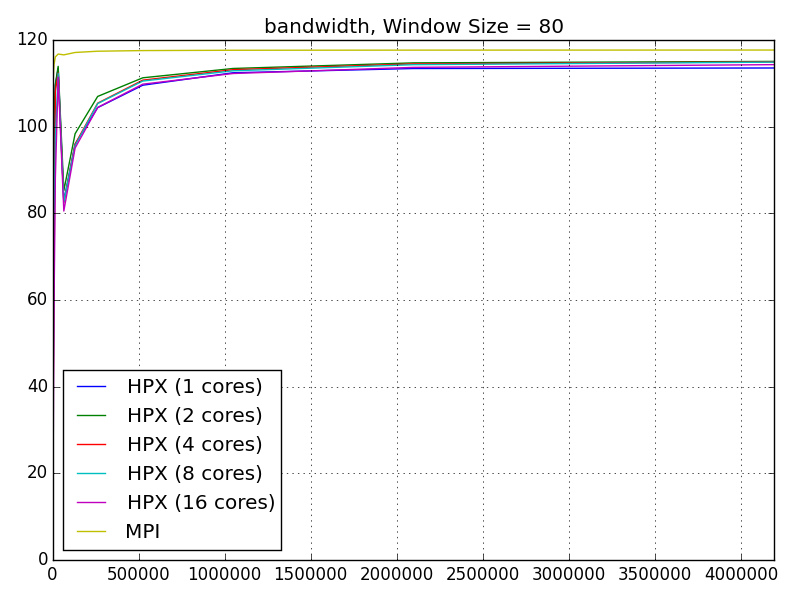 bandwidth, Window Size = 80
120
100
80
60
40
20
0
HPX (1 cores)
HPX (2 cores)
HPX (4 cores)
HPX (8 cores)
HPX (16 cores)
MPI
0 500000 1000000 1500000 2000000 2500000 3000000 3500000 4000000